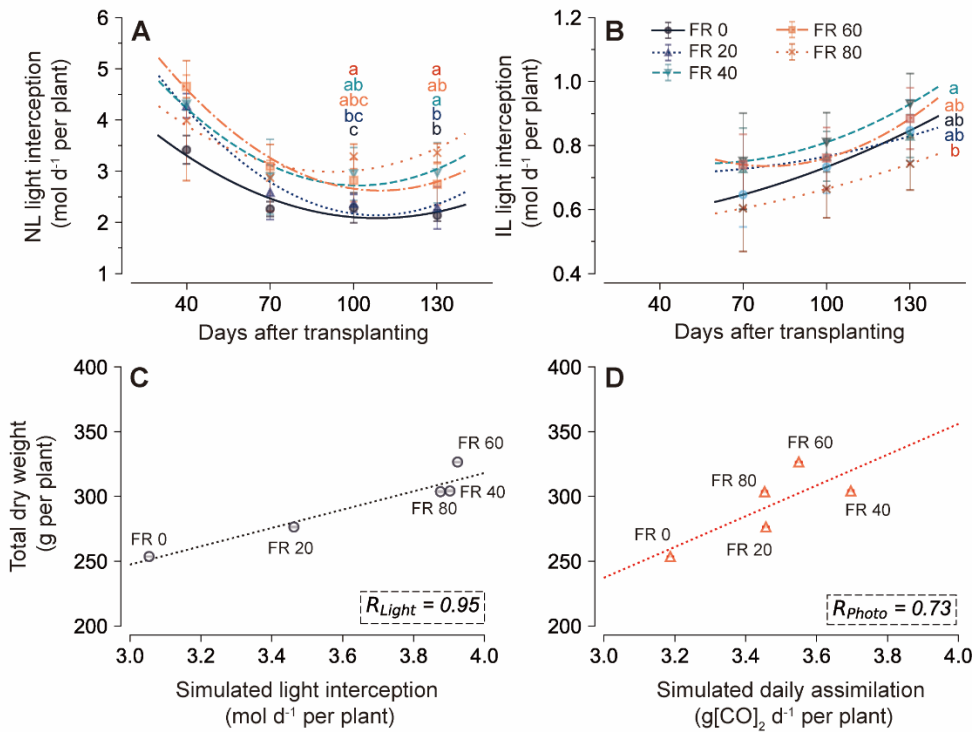 A
NL light interception
(mol d⁻¹ per plant)
6
5
4
3
2
1
a
ab
abc
bc
c
a
ab
a
b
b
40
70
100
130
Days after transplanting
B
IL light interception
(mol d⁻¹ per plant)
1.2
1.0
0.8
0.6
0.4
FR 0
FR 20
FR 40
FR 60
FR 80
a
ab
ab
ab
b
40
70
100
130
Days after transplanting
C
Total dry weight
(g per plant)
400
350
300
250
200
FR 0
FR 20
FR 60
FR 80
FR 40
R_Light = 0.95
3.0
3.2
3.4
3.6
3.8
4.0
Simulated light interception
(mol d⁻¹ per plant)
D
400
350
300
250
200
FR 60
FR 80
FR 40
FR 0
FR 20
R_Photo = 0.73
3.0
3.2
3.4
3.6
3.8
4.0
Simulated daily assimilation
(g[CO]₂ d⁻¹ per plant)